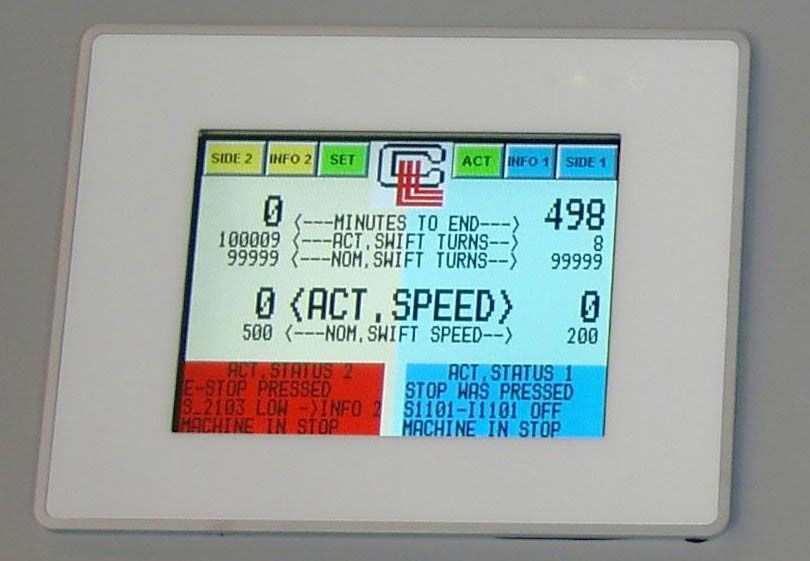 SIDE 2 INFO 2 SET CLL ACT INFO 1 SIDE 1
0 <---MINUTES TO END---> 498
100009 <---ACT.SWIFT TURNS--> 8
99999 <---NOM.SWIFT TURNS--> 99999
0 <ACT.SPEED> 0
500 <---NOM.SWIFT SPEED--> 200
ACT.STATUS 2
E-STOP PRESSED
S_2103 LOW ->INFO 2
MACHINE IN STOP
ACT.STATUS 1
STOP WAS PRESSED
S1101-I1101 OFF
MACHINE IN STOP